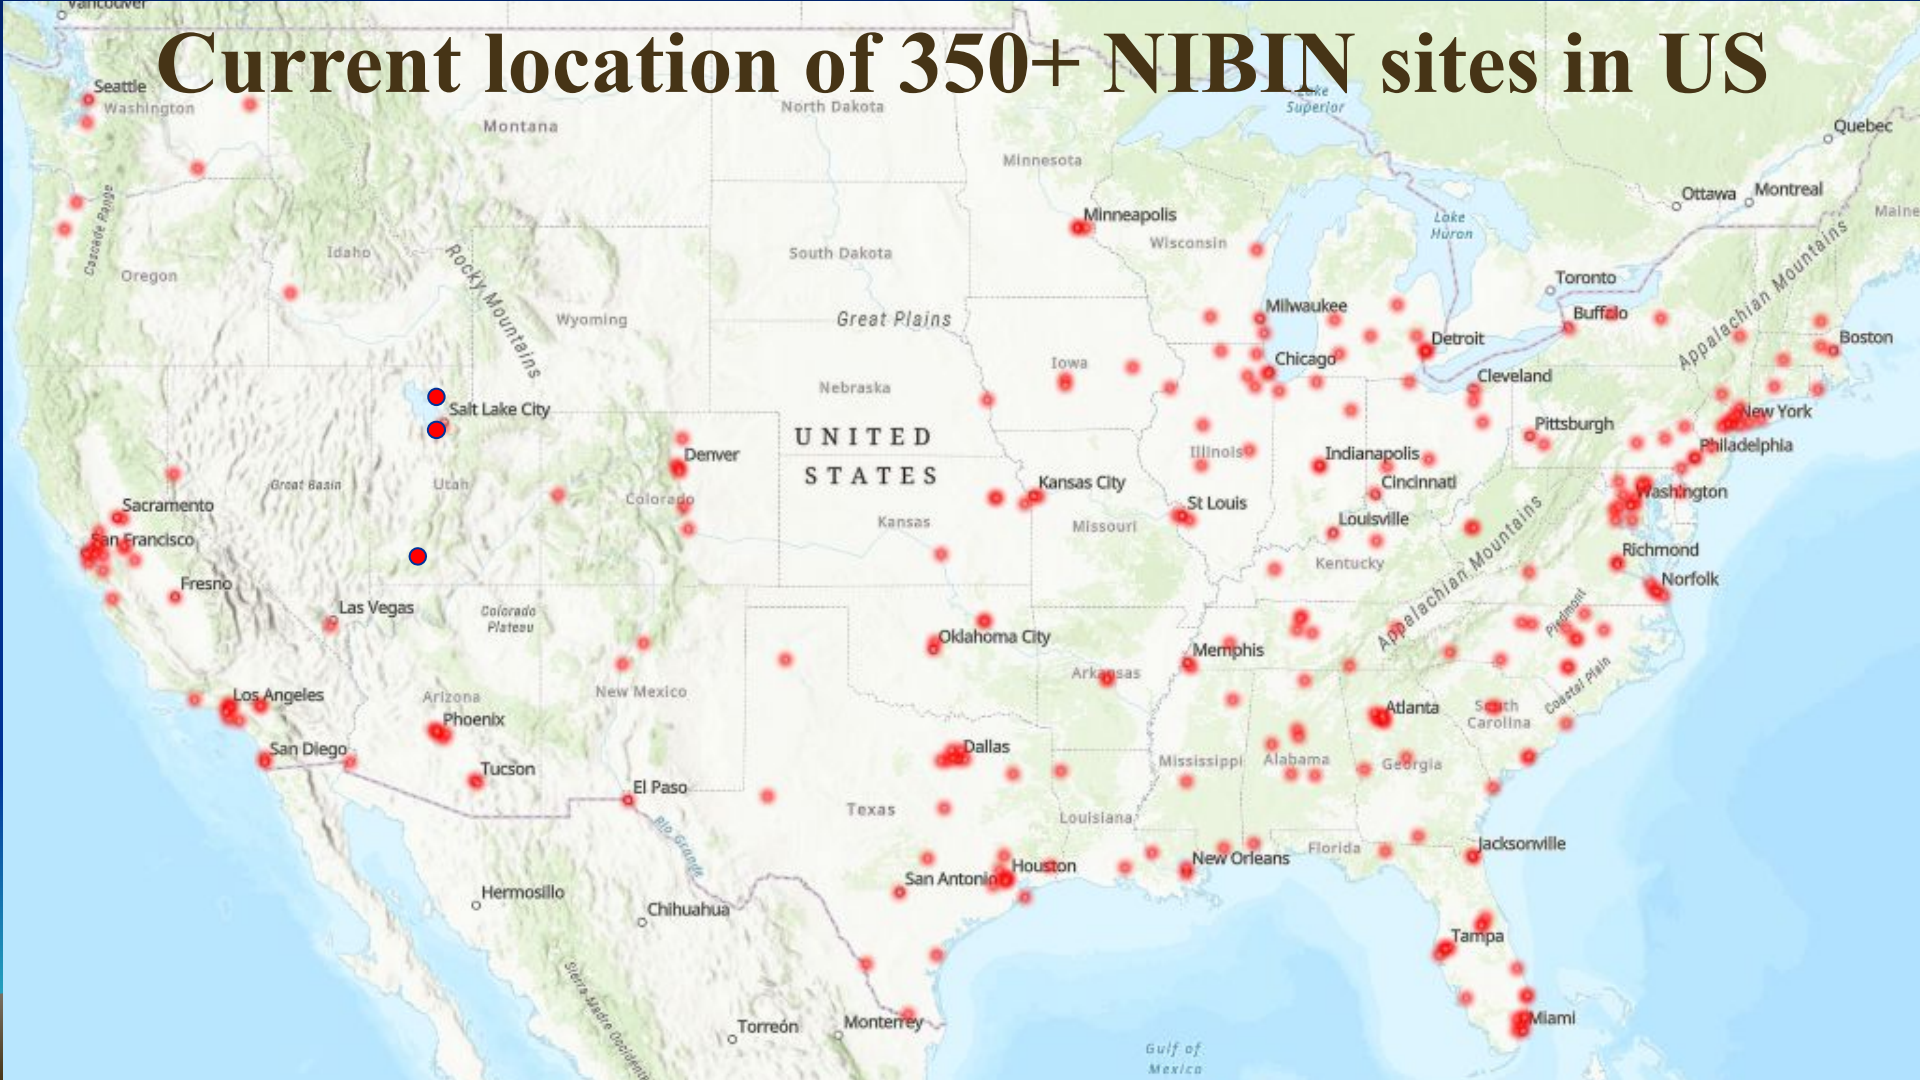 Vancouver
Current location of 350+ NIBIN sites in US
Seattle
Washington
Montana
North Dakota
Lake
Superior
Quebec
Minnesota
Ottawa
Montreal
Maine
Cascade Range
Minneapolis
Wisconsin
Lake
Huron
Oregon
Idaho
Rocky Mountains
South Dakota
Toronto
Appalachian Mountains
Wyoming
Great Plains
Milwaukee
Buffalo
Detroit
Boston
Iowa
Chicago
Cleveland
Nebraska
Salt Lake City
New York
Pittsburgh
UNITED
STATES
Denver
Illinois
Indianapolis
Philadelphia
Great Basin
Utah
Colorado
Kansas City
Cincinnati
Washington
Sacramento
St Louis
Kansas
Missouri
Louisville
San Francisco
Richmond
Kentucky
Appalachian Mountains
Fresno
Norfolk
Las Vegas
Colorado
Plateau
Piedmont
Oklahoma City
Memphis
Arkansas
Los Angeles
Arizona
New Mexico
Coastal Plain
Phoenix
Atlanta
South
Carolina
San Diego
Dallas
Mississippi
Alabama
Georgia
Tucson
El Paso
Texas
Louisiana
Rio Grande
Florida
Jacksonville
New Orleans
Houston
San Antonio
Hermosillo
Chihuahua
Tampa
Sierra Madre Occidental
Torreón
Monterrey
Miami
Gulf of
Mexico